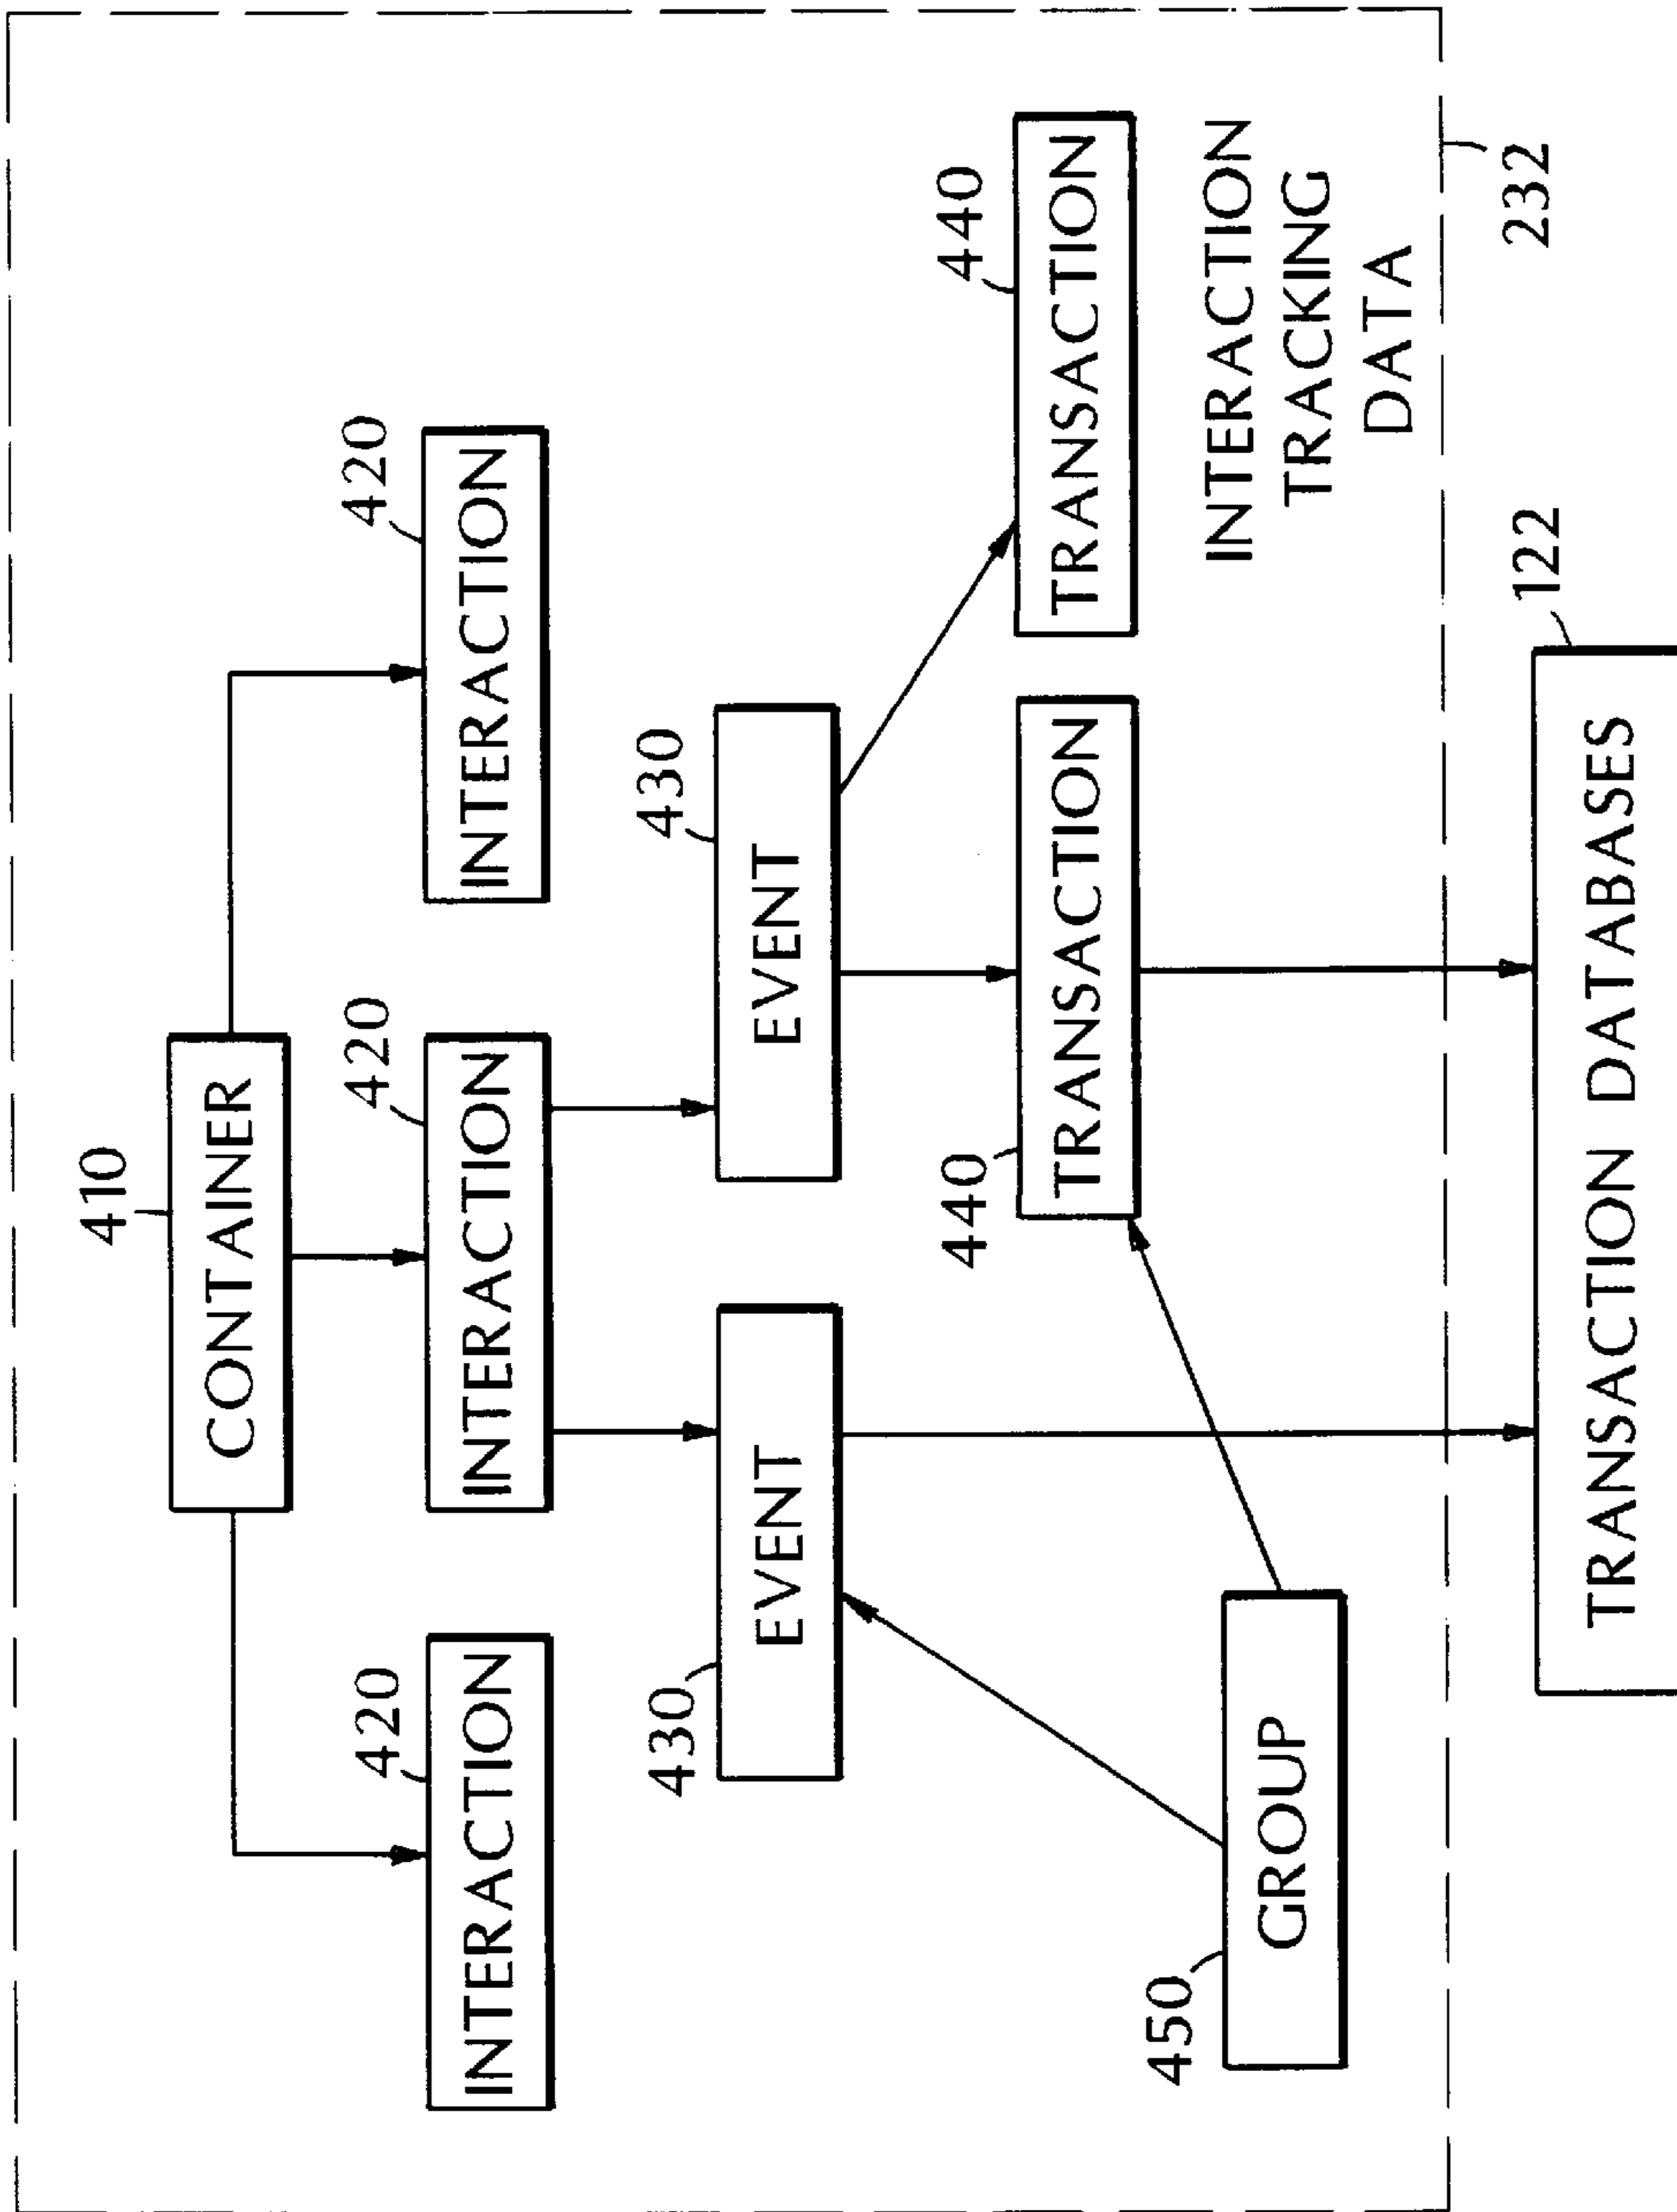 410
CONTAINER
420
420
420
INTERACTION
INTERACTION
INTERACTION
430
430
EVENT
EVENT
440
440
TRANSACTION
TRANSACTION
450
GROUP
INTERACTION
TRACKING
DATA
232
122
TRANSACTION DATABASES